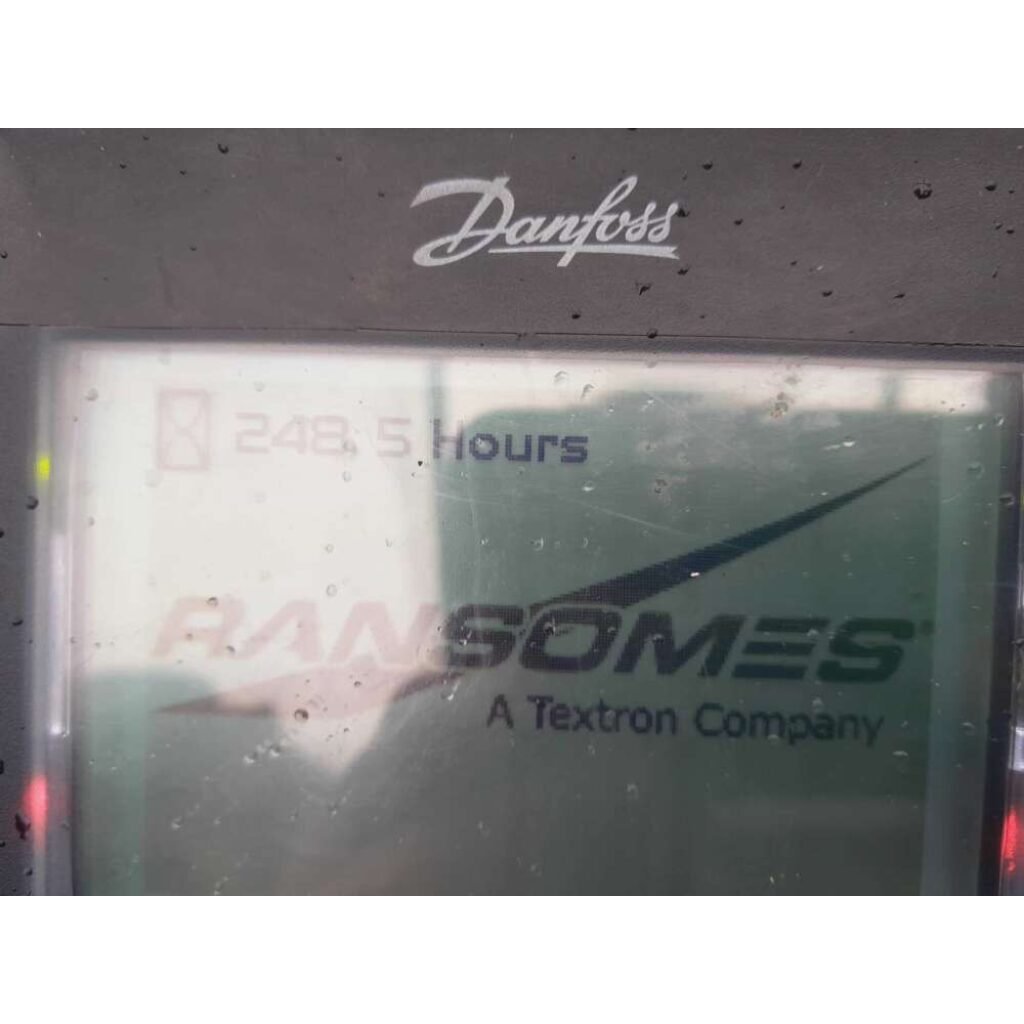 Danfoss
248.5 Hours
RANSOMES
A Textron Company